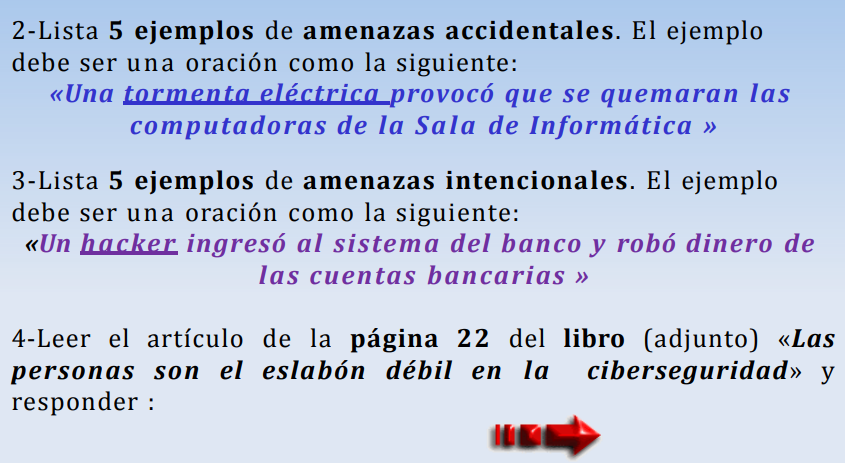 2-Lista 5 ejemplos de amenazas accidentales. El ejemplo
debe ser una oración como la siguiente:
«Una tormenta eléctrica provocó que se quemaran las
computadoras de la Sala de Informática »
3-Lista 5 ejemplos de amenazas intencionales. El ejemplo
debe ser una oración como la siguiente:
«Un hacker ingresó al sistema del banco y robó dinero de
las cuentas bancarias »
4-Leer el artículo de la página 22 del libro (adjunto) «Las
personas son el eslabón débil en la ciberseguridad» y
responder :